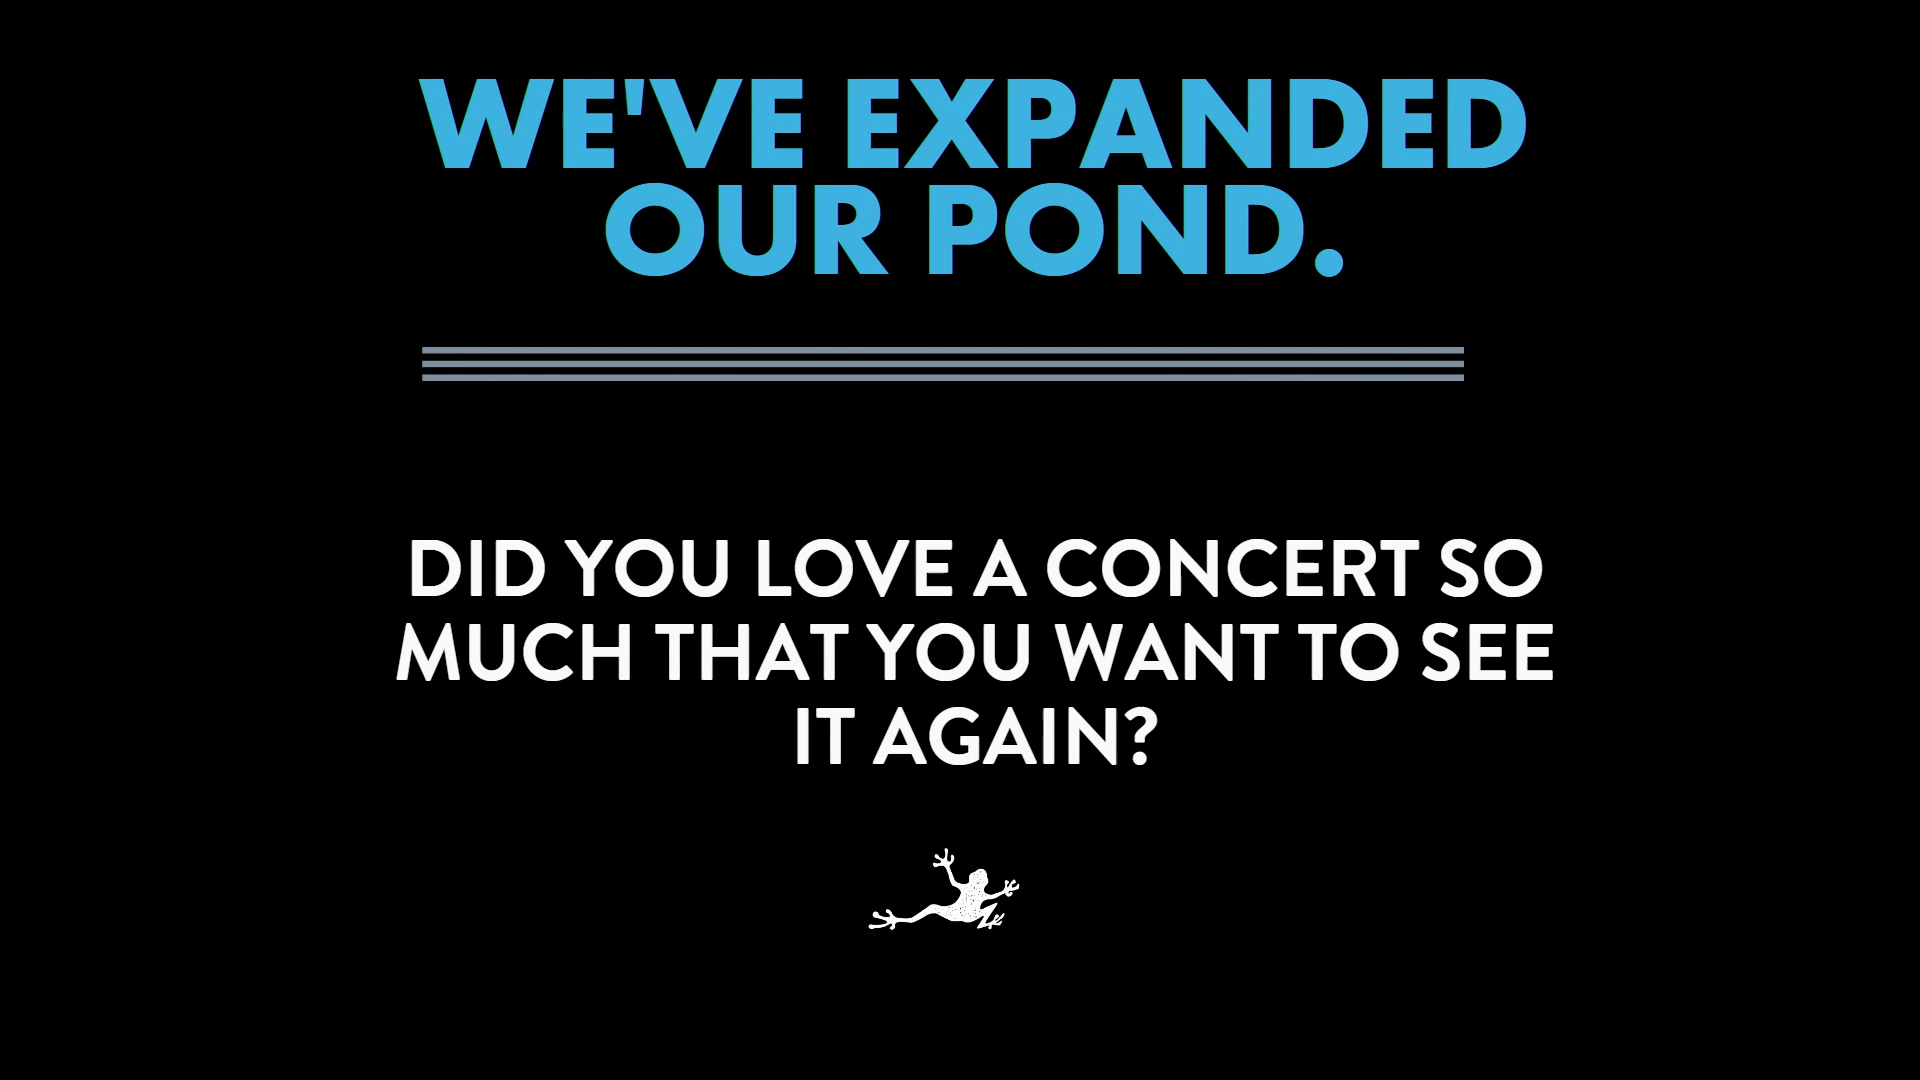 WE'VE EXPANDED
OUR POND.
DID YOU LOVE A CONCERT SO
MUCH THAT YOU WANT TO SEE
IT AGAIN?